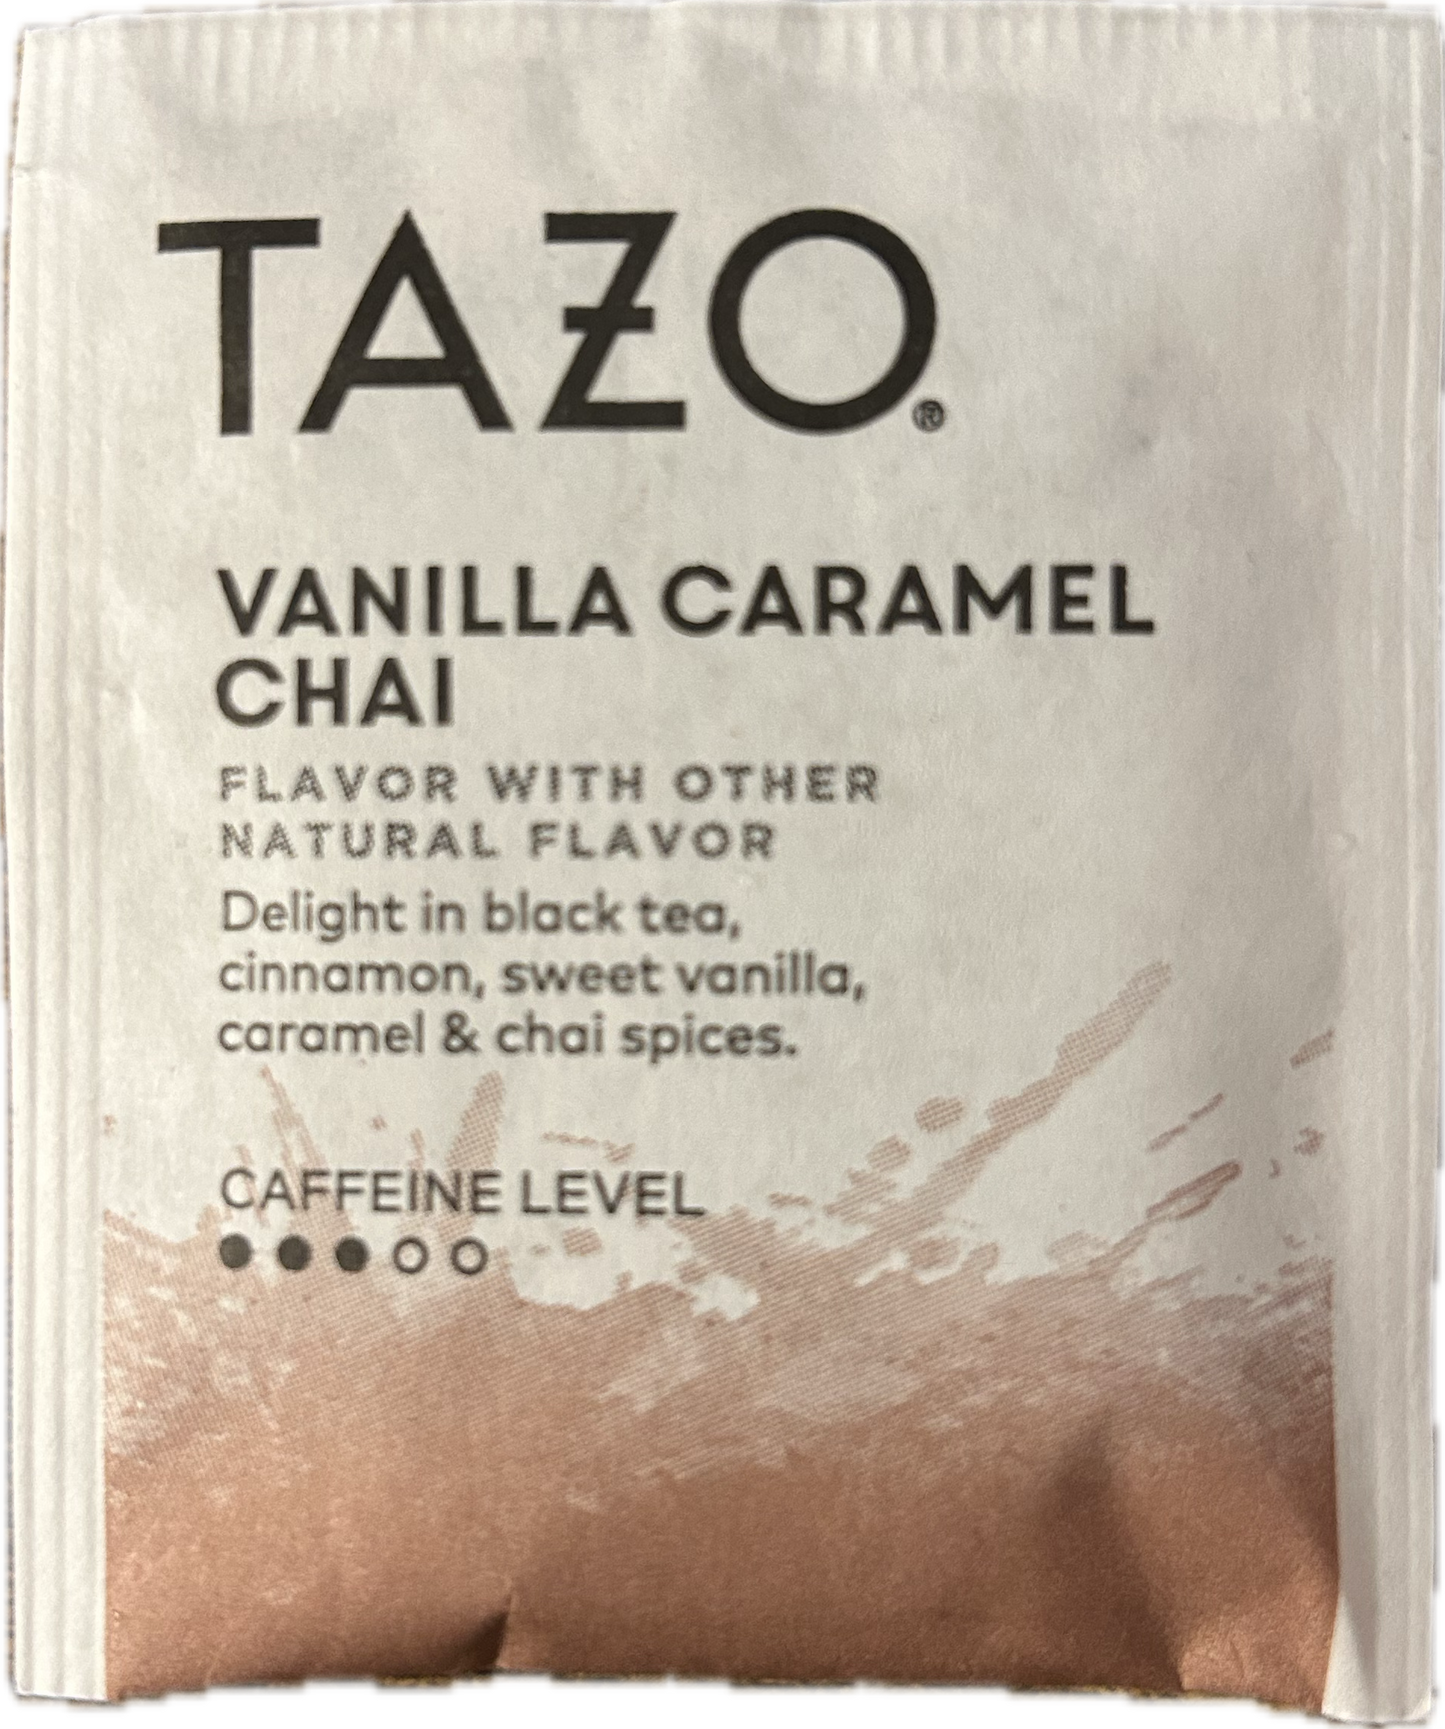 TAZO®
VANILLA CARAMEL
CHAI
FLAVOR WITH OTHER
NATURAL FLAVOR
Delight in black tea,
cinnamon, sweet vanilla,
caramel & chai spices.
CAFFEINE LEVEL